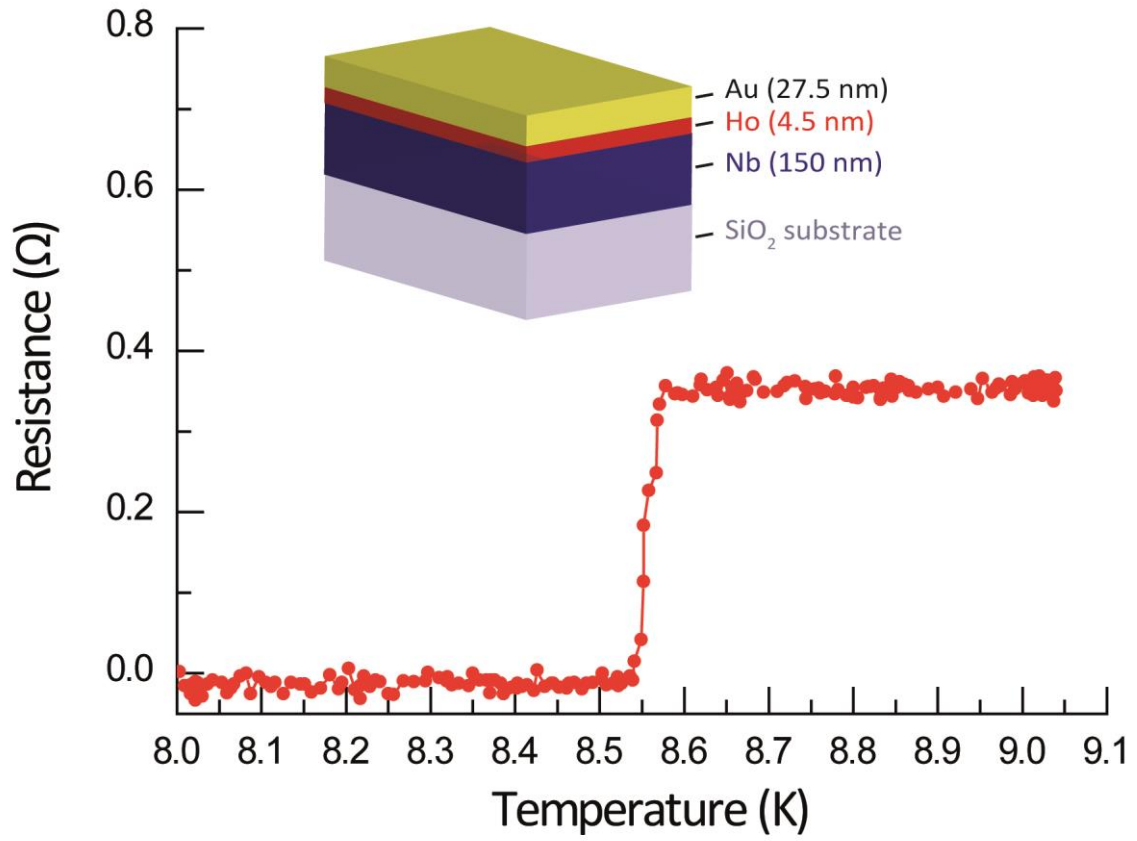 0.8
0.6
0.4
0.2
0.0
Resistance (Ω)
Au (27.5 nm)
Ho (4.5 nm)
Nb (150 nm)
SiO₂ substrate
8.0 8.1 8.2 8.3 8.4 8.5 8.6 8.7 8.8 8.9 9.0 9.1
Temperature (K)